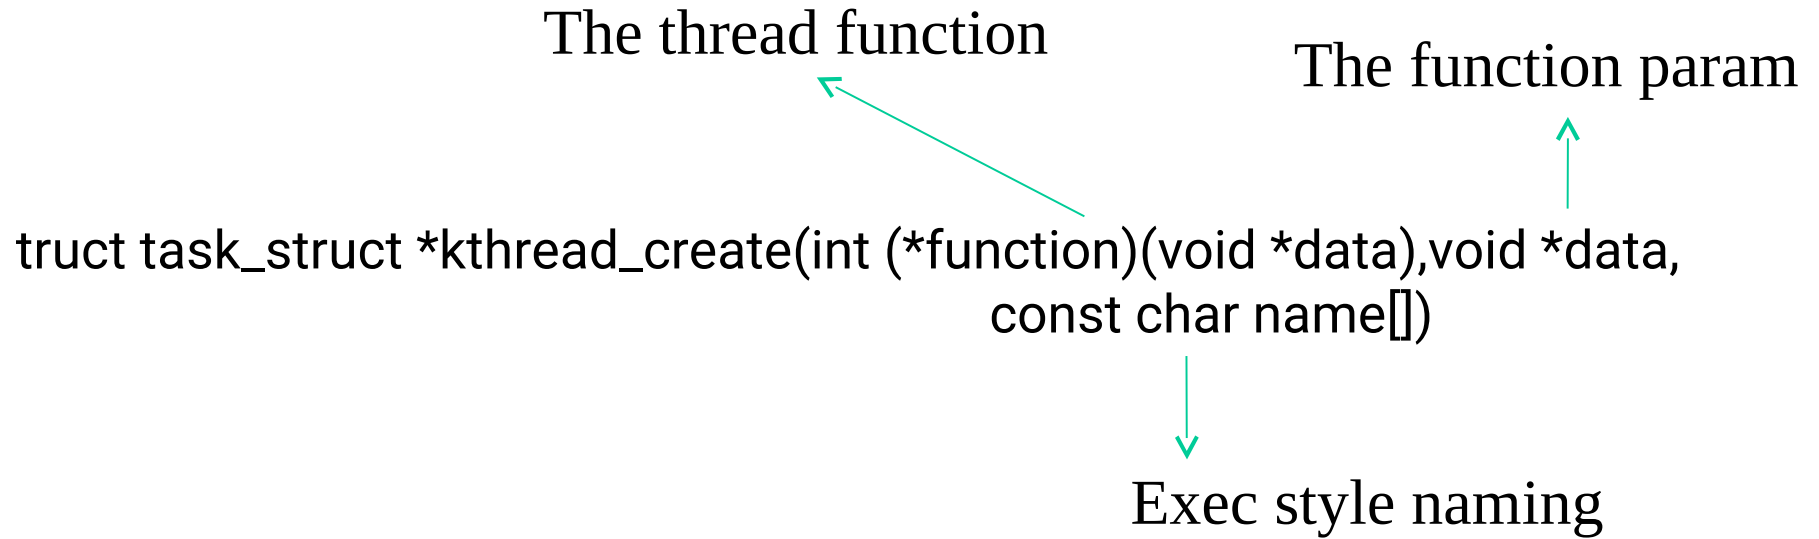 The thread function
The function param
truct task_struct *kthread_create(int (*function)(void *data),void *data,
const char name[])
Exec style naming